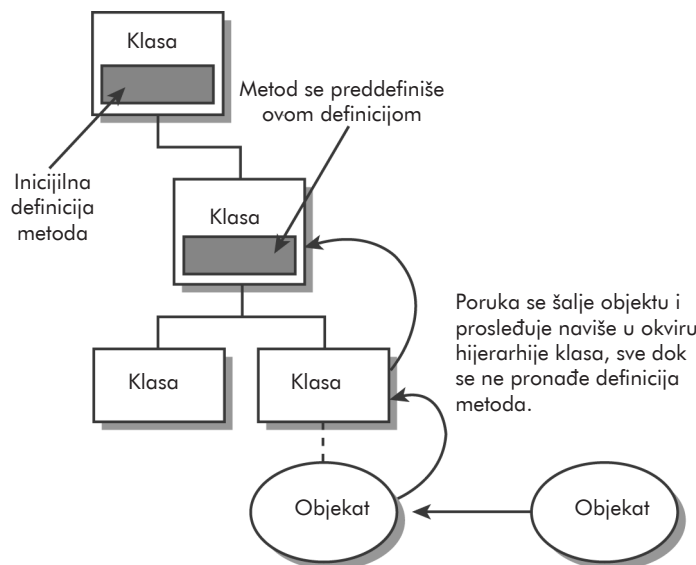 Klasa
Metod se preddefiniše
ovom definicijom
Inicijilna
definicija
metoda
Klasa
Poruka se šalje objektu i
prosleđuje naviše u okviru
hijerarhije klasa, sve dok
se ne pronađe definicija
metoda.
Klasa
Klasa
Objekat
Objekat